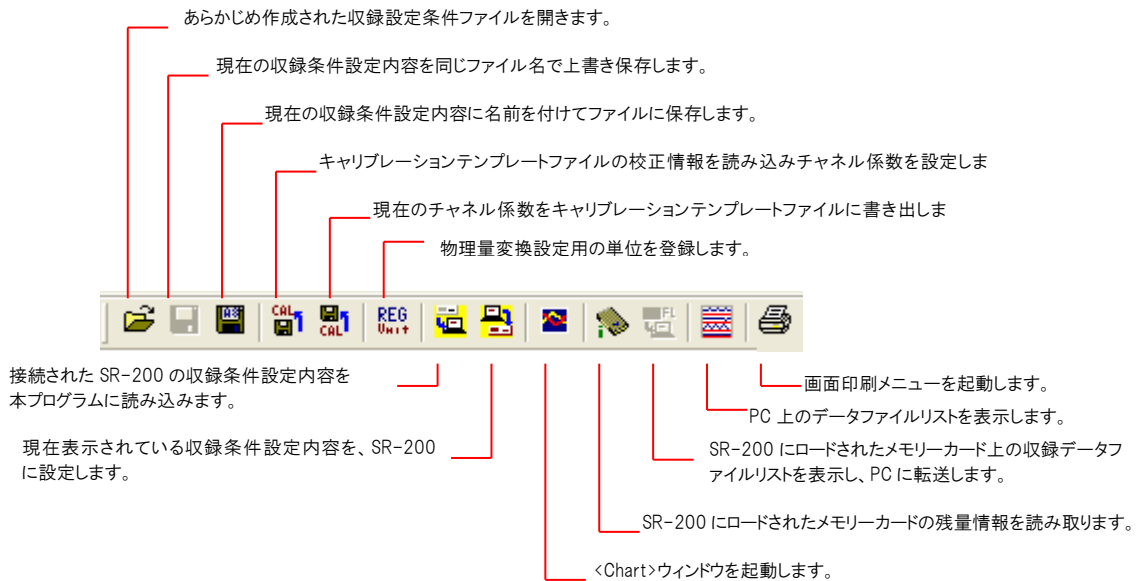 あらかじめ作成された収録設定条件ファイルを開きます。
現在の収録条件設定内容を同じファイル名で上書き保存します。
現在の収録条件設定内容に名前を付けてファイルに保存します。
キャリブレーションテンプレートファイルの校正情報を読み込みチャネル係数を設定しま
現在のチャネル係数をキャリブレーションテンプレートファイルに書き出しま
物理量変換設定用の単位を登録します。
CAL
CAL
REG
Unit
FL
接続された SR-200 の収録条件設定内容を
本プログラムに読み込みます。
現在表示されている収録条件設定内容を、SR-200
に設定します。
画面印刷メニューを起動します。
PC 上のデータファイルリストを表示します。
SR-200 にロードされたメモリーカード上の収録データフ
ァイルリストを表示し、PC に転送します。
SR-200 にロードされたメモリーカードの残量情報を読み取ります。
<Chart>ウィンドウを起動します。